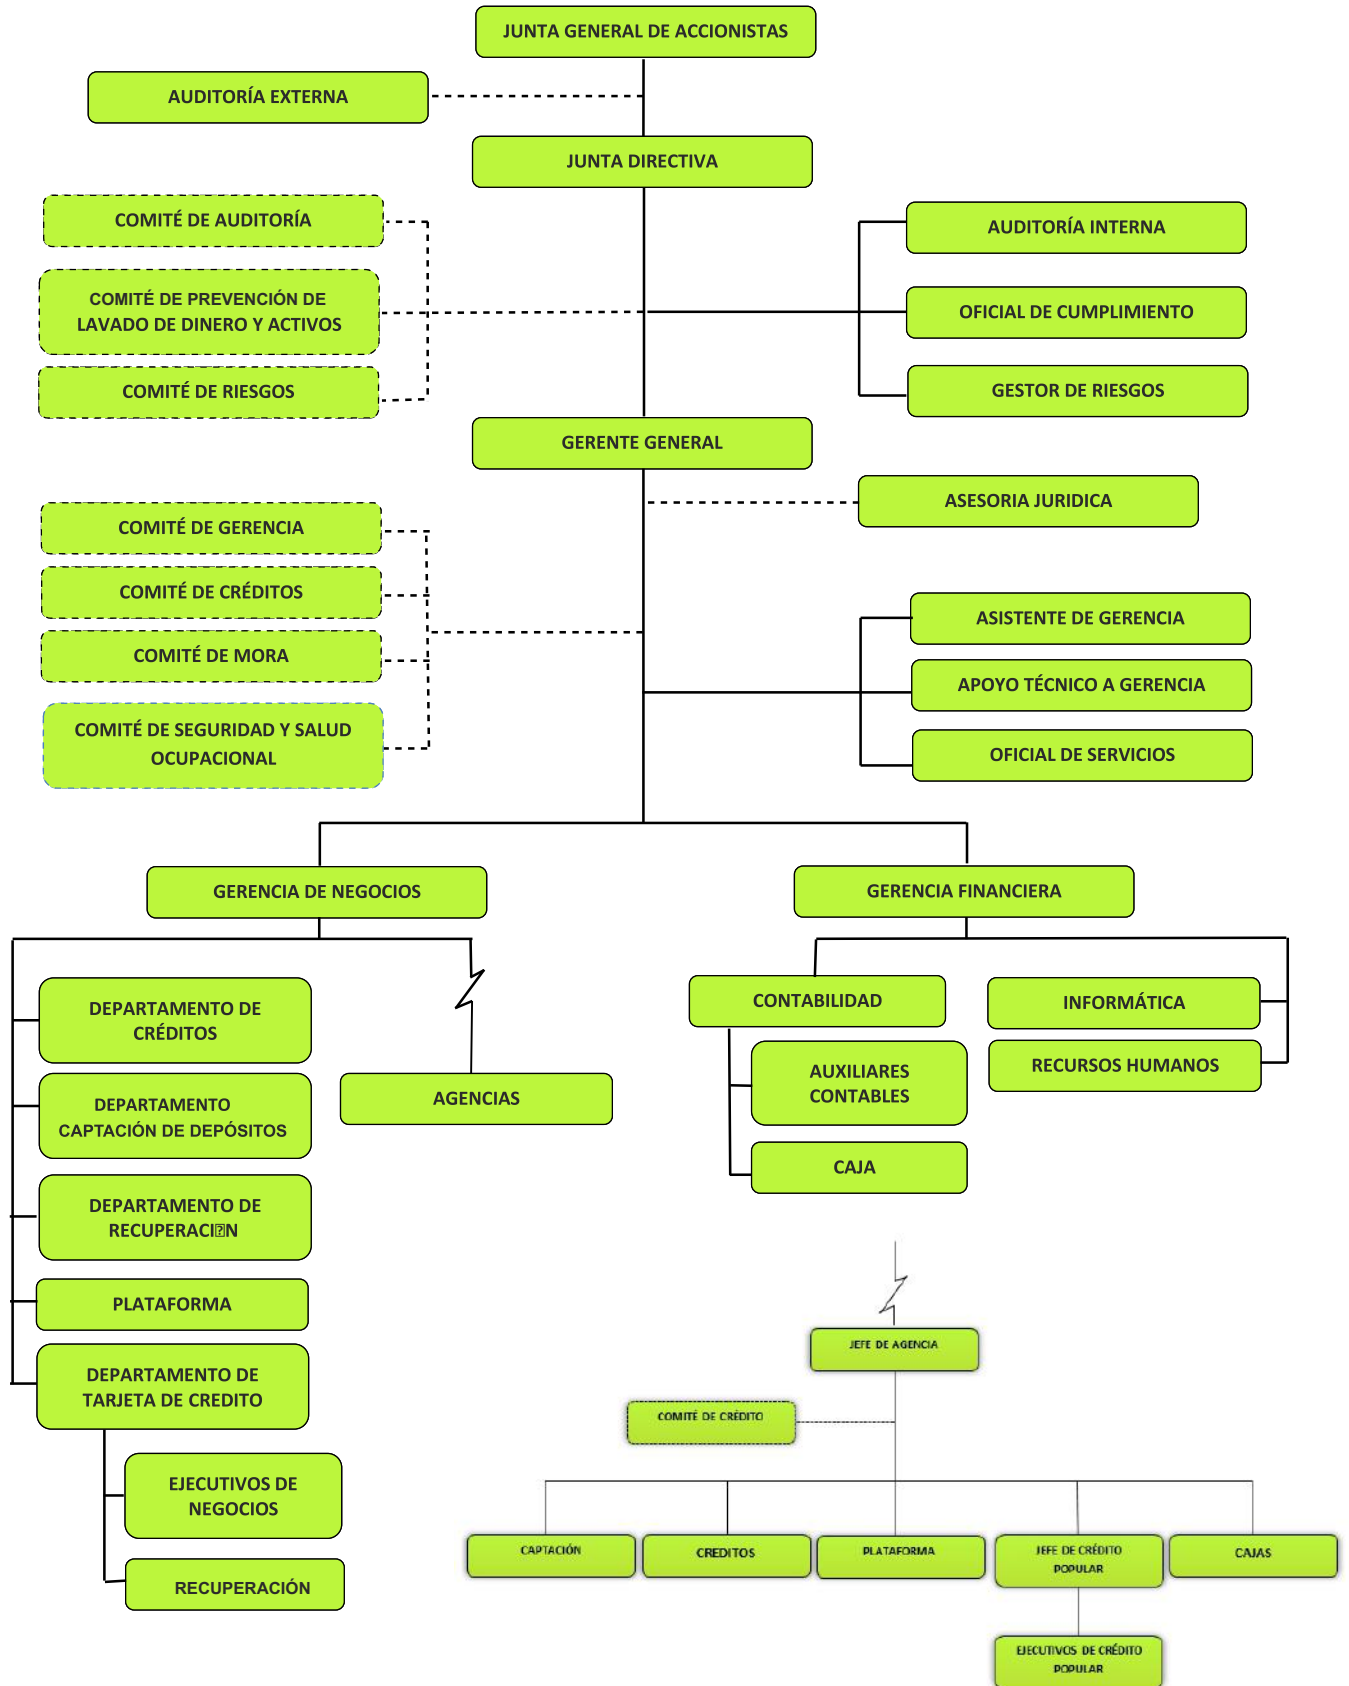 JUNTA GENERAL DE ACCIONISTAS
AUDITORÍA EXTERNA
JUNTA DIRECTIVA
COMITÉ DE AUDITORÍA
AUDITORÍA INTERNA
COMITÉ DE PREVENCIÓN DE
LAVADO DE DINERO Y ACTIVOS
OFICIAL DE CUMPLIMIENTO
COMITÉ DE RIESGOS
GESTOR DE RIESGOS
GERENTE GENERAL
ASESORIA JURIDICA
COMITÉ DE GERENCIA
COMITÉ DE CRÉDITOS
COMITÉ DE MORA
COMITÉ DE SEGURIDAD Y SALUD
OCUPACIONAL
ASISTENTE DE GERENCIA
APOYO TÉCNICO A GERENCIA
OFICIAL DE SERVICIOS
GERENCIA DE NEGOCIOS
GERENCIA FINANCIERA
DEPARTAMENTO DE
CRÉDITOS
DEPARTAMENTO
CAPTACIÓN DE DEPÓSITOS
DEPARTAMENTO DE
RECUPERACI⍰N
PLATAFORMA
DEPARTAMENTO DE
TARJETA DE CREDITO
EJECUTIVOS DE
NEGOCIOS
RECUPERACIÓN
AGENCIAS
CONTABILIDAD
AUXILIARES
CONTABLES
CAJA
INFORMÁTICA
RECURSOS HUMANOS
JEFE DE AGENCIA
COMITÉ DE CRÉDITO
CAPTACIÓN
CREDITOS
PLATAFORMA
JEFE DE CRÉDITO
POPULAR
CAJAS
EJECUTIVOS DE CRÉDITO
POPULAR